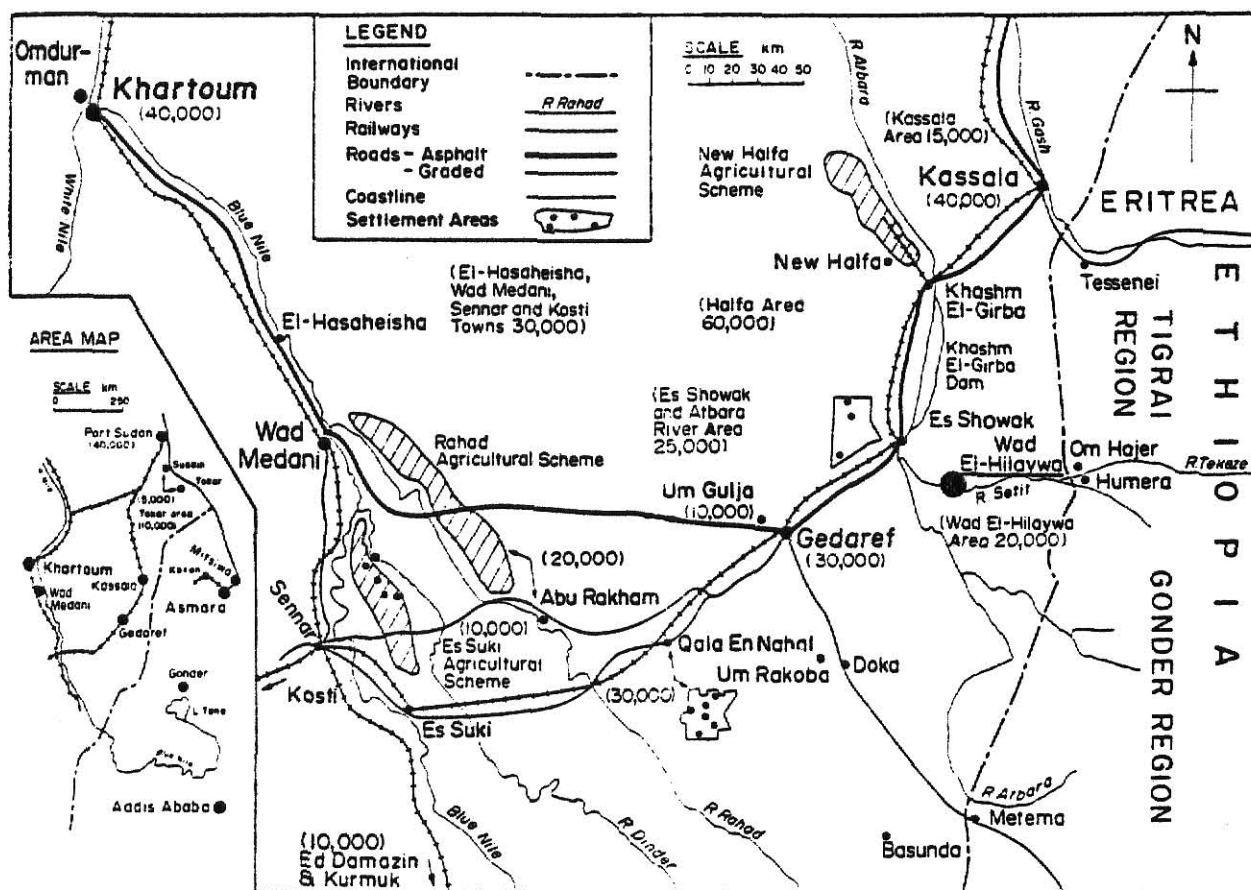 Omdur-
man
Khartoum
(40,000)
White Nile
Blue Nile
LEGEND
International
Boundary
Rivers
R Rahad
Railways
Roads - Asphalt
- Graded
Coastline
Settlement Areas
SCALE km
0 10 20 30 40 50
N
R Atbara
R Gash
(Kassala
Area 15,000)
New Halfa
Agricultural
Scheme
Kassala
(40,000)
ERITREA
ETHIOPIA
TIGRAI
REGION
GONDER REGION
Tessenei
New Halfa
Khashm
El-Girba
(Halfa Area
60,000)
Khashm
El-Girba
Dam
(El-Hasaheisha,
Wad Medani,
Sennar and Kosti
Towns 30,000)
El-Hasaheisha
(Es Showak
and Atbara
River Area
25,000)
Es Showak
Wad
El-Hilaywa
Om Hajer
Humera
R.Tekeze
R Setit
(Wad El-Hilaywa
Area 20,000)
Wad
Medani
Rahad
Agricultural Scheme
Um Gulja
(10,000)
Gedaref
(30,000)
(20,000)
Abu Rakham
Sennar
(10,000)
Es Suki
Agricultural
Scheme
Qala En Nahal
Um Rakoba
Doka
(30,000)
Kosti
Es Suki
R Atbara
Metema
Basunda
R Rahad
R Dinder
Blue Nile
(10,000)
Ed Damazin
& Kurmuk
AREA MAP
SCALE km
0 250
Port Sudan
(40,000)
Tokar
(5,000)
Tokar area
(10,000)
Khartoum
Wad
Medani
Kassala
Gedaref
Mitsiwa
Asmara
Gonder
L Tana
Blue Nile
Aadis Ababa